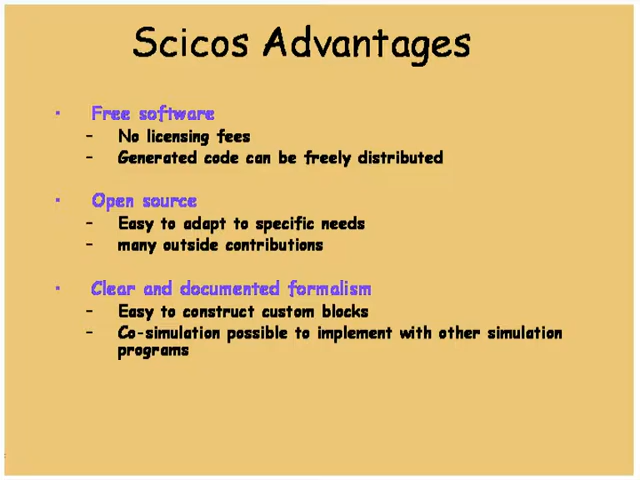 Scicos Advantages
• Free software
– No licensing fees
– Generated code can be freely distributed
• Open source
– Easy to adapt to specific needs
– many outside contributions
• Clear and documented formalism
– Easy to construct custom blocks
– Co-simulation possible to implement with other simulation
programs